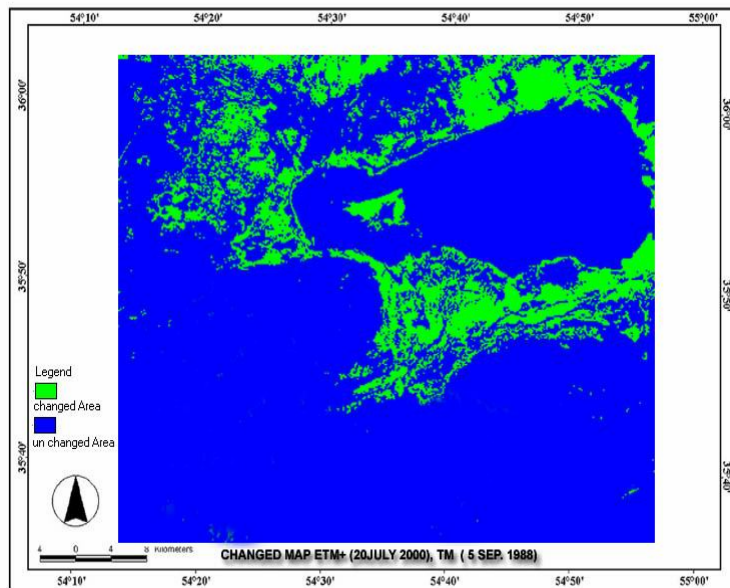 54°10' 54°20' 54°30' 54°40' 54°50' 55°00'
36°00' 36°00'
35°50' 35°50'
Legend
changed Area
un changed Area
35°40' 35°40'
4 0 4 8 Kilometers
CHANGED MAP ETM+ (20JULY 2000), TM ( 5 SEP. 1988)
54°10' 54°20' 54°30' 54°40' 54°50' 55°00'